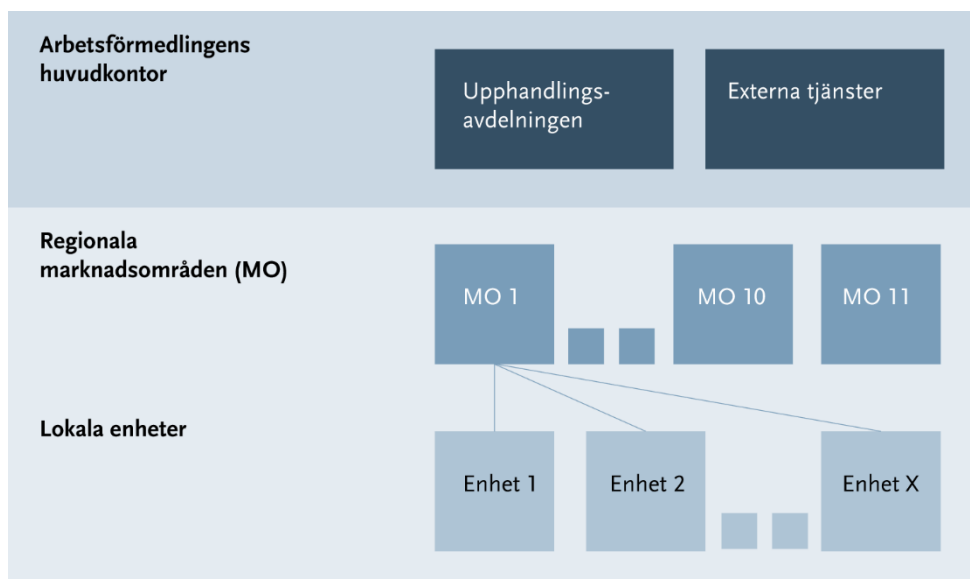 Arbetsförmedlingens
huvudkontor
Upphandlings-
avdelningen
Externa tjänster
Regionala
marknadsområden (MO)
MO 1
MO 10
MO 11
Lokala enheter
Enhet 1
Enhet 2
Enhet X